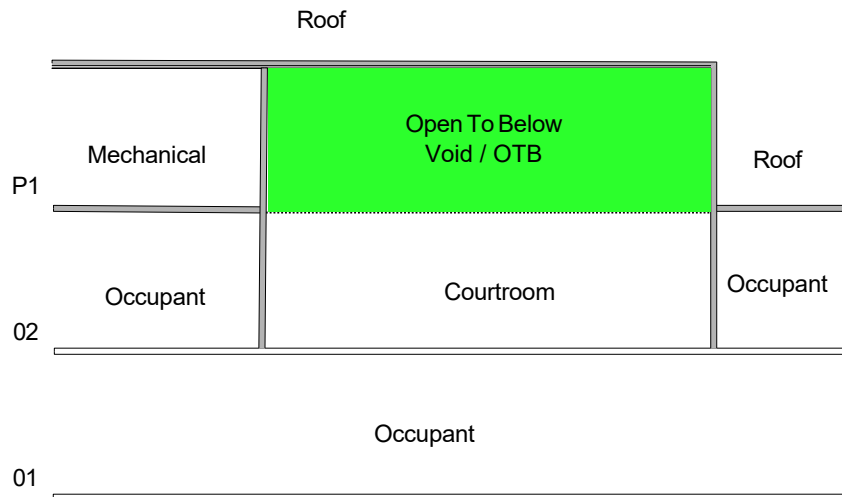 Roof
Open To Below
Mechanical
Void / OTB
Roof
P1
Occupant
Courtroom
Occupant
02
Occupant
01